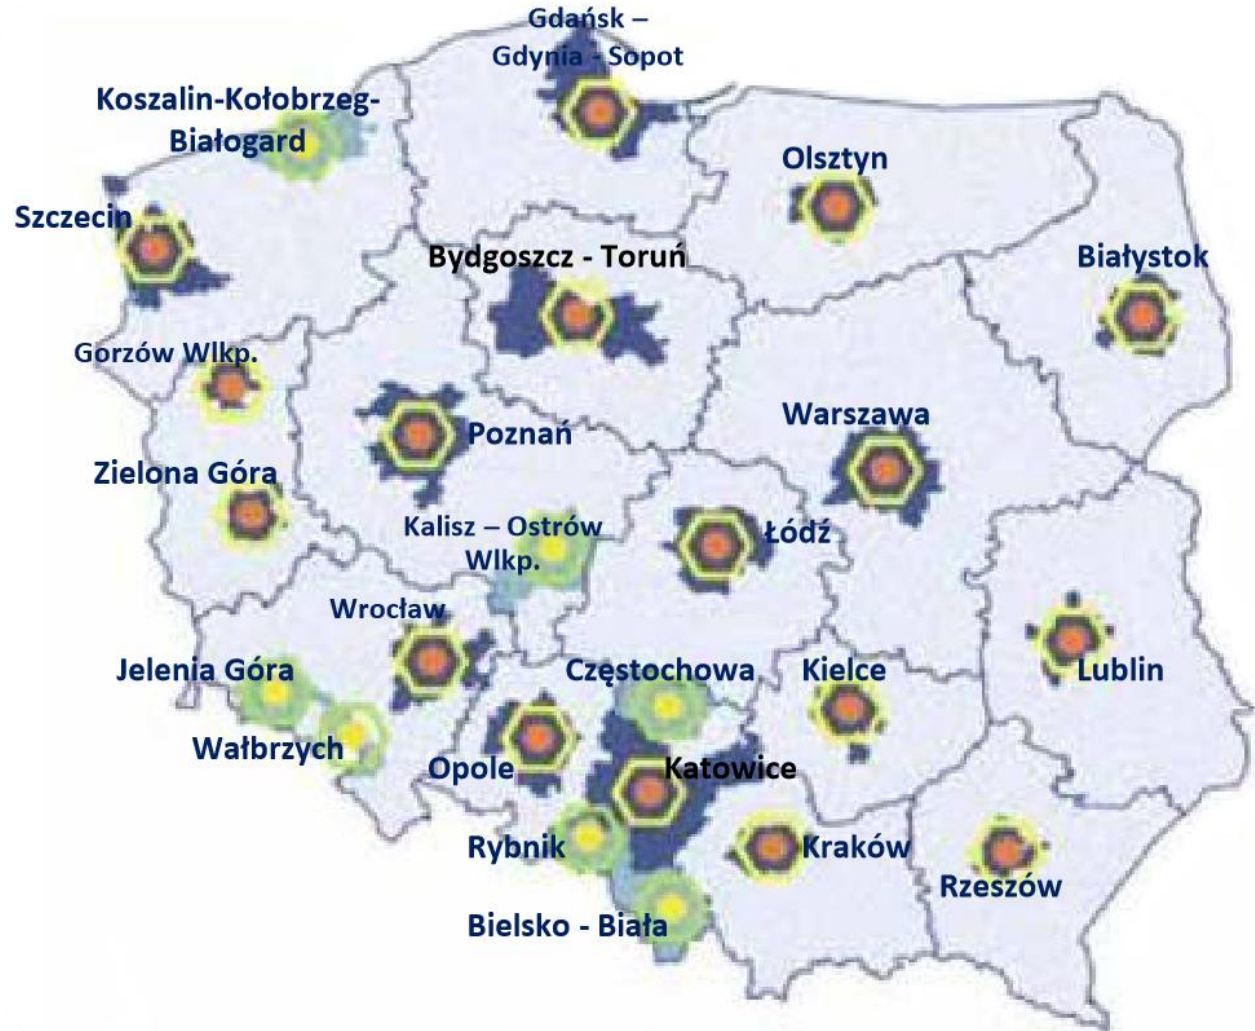 Gdańsk –
Gdynia - Sopot
Koszalin-Kołobrzeg-
Białogard
Olsztyn
Szczecin
Bydgoszcz - Toruń
Białystok
Gorzów Wlkp.
Warszawa
Poznań
Zielona Góra
Kalisz – Ostrów
Wlkp.
Łódź
Wrocław
Jelenia Góra
Częstochowa
Kielce
Lublin
Wałbrzych
Opole
Katowice
Rybnik
Kraków
Rzeszów
Bielsko - Biała